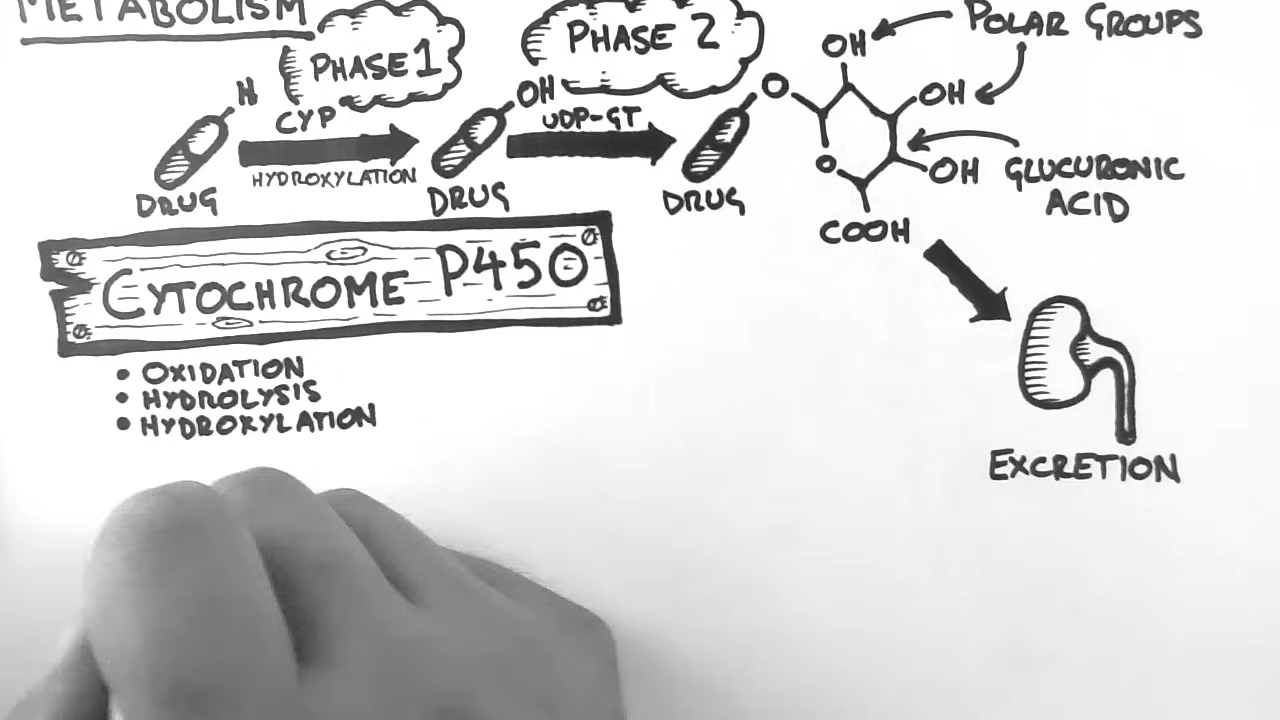 METABOLISM
PHASE 1
PHASE 2
POLAR GROUPS
H
CYP
HYDROXYLATION
DRUG
OH
UDP-GT
DRUG
DRUG
O
OH
OH
OH
O
COOH
GLUCURONIC
ACID
CYTOCHROME P450
• OXIDATION
• HYDROLYSIS
• HYDROXYLATION
EXCRETION